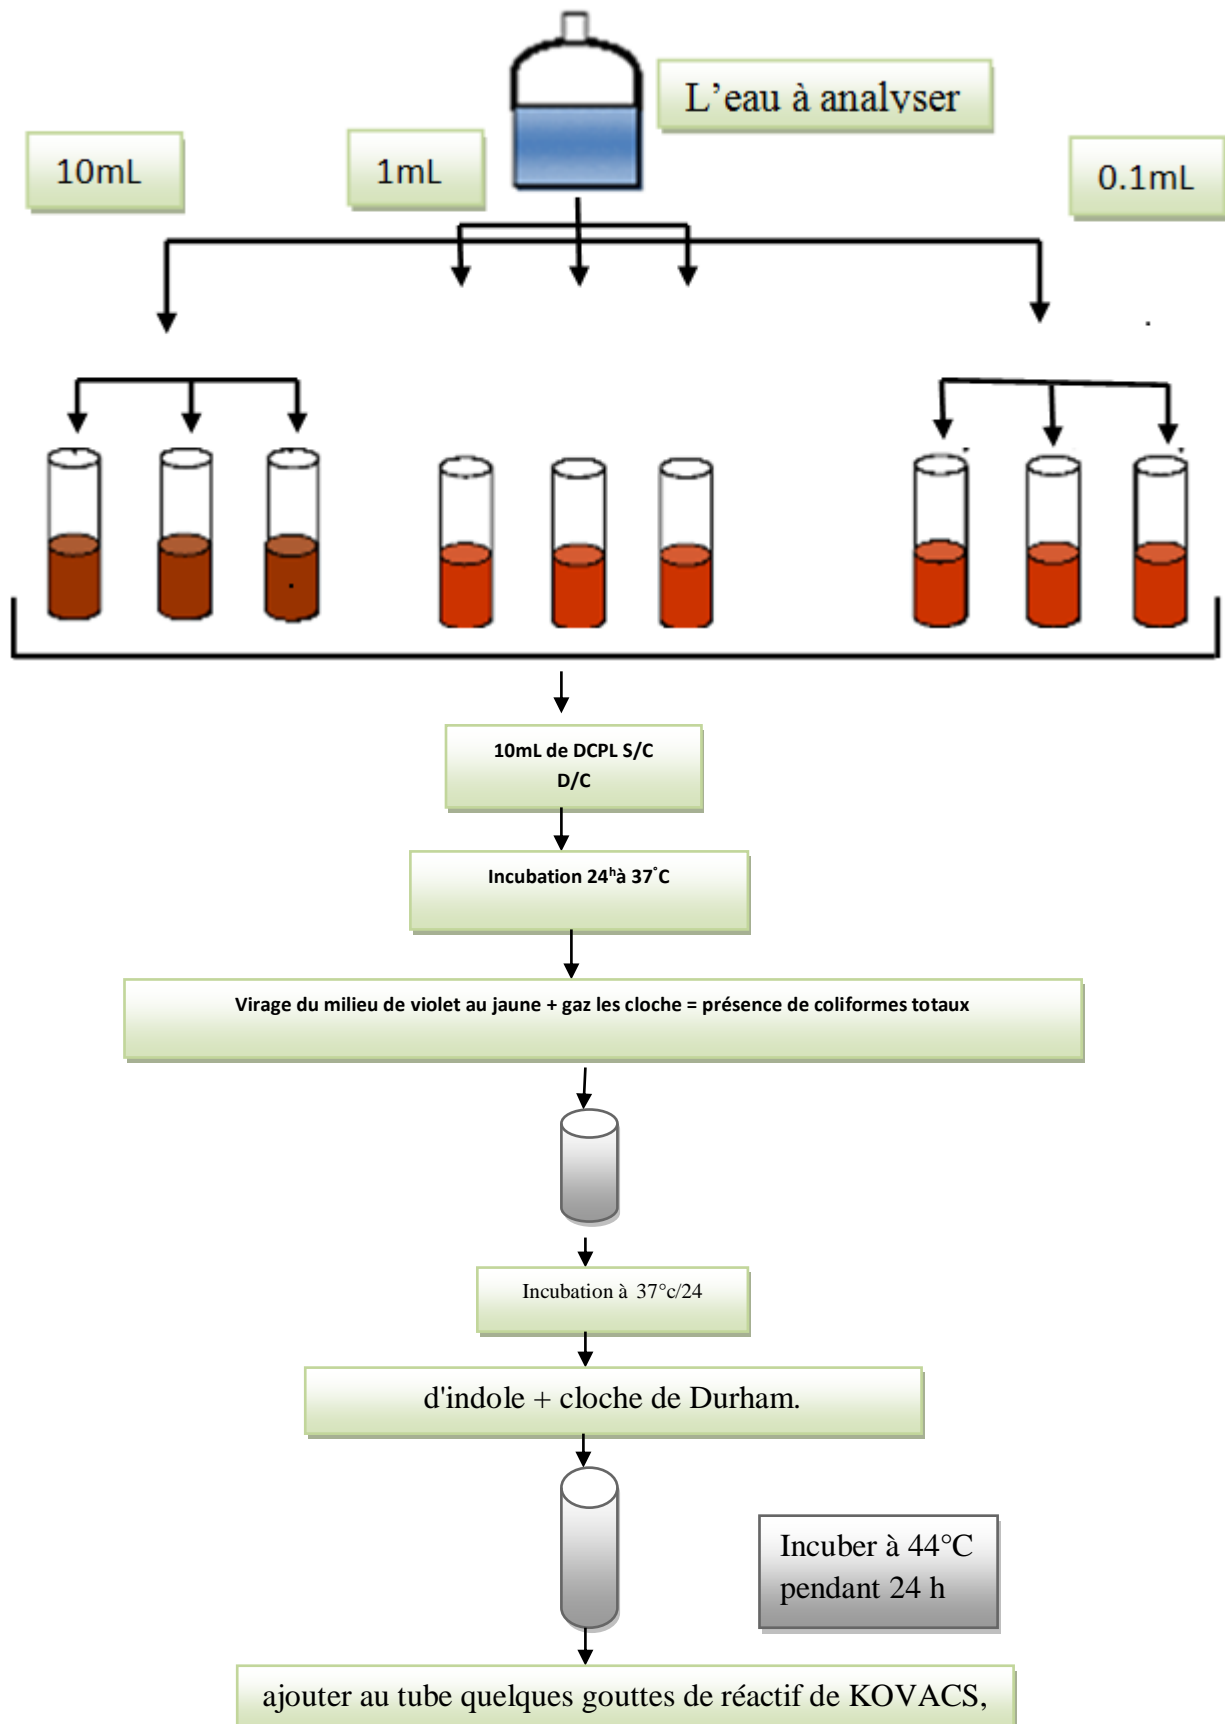 L'eau à analyser
10mL
1mL
0.1mL
10mL de DCPL S/C
D/C
Incubation 24ʰà 37°C
Virage du milieu de violet au jaune + gaz les cloche = présence de coliformes totaux
Incubation à 37°c/24
d'indole + cloche de Durham.
Incuber à 44°C
pendant 24 h
ajouter au tube quelques gouttes de réactif de KOVACS,